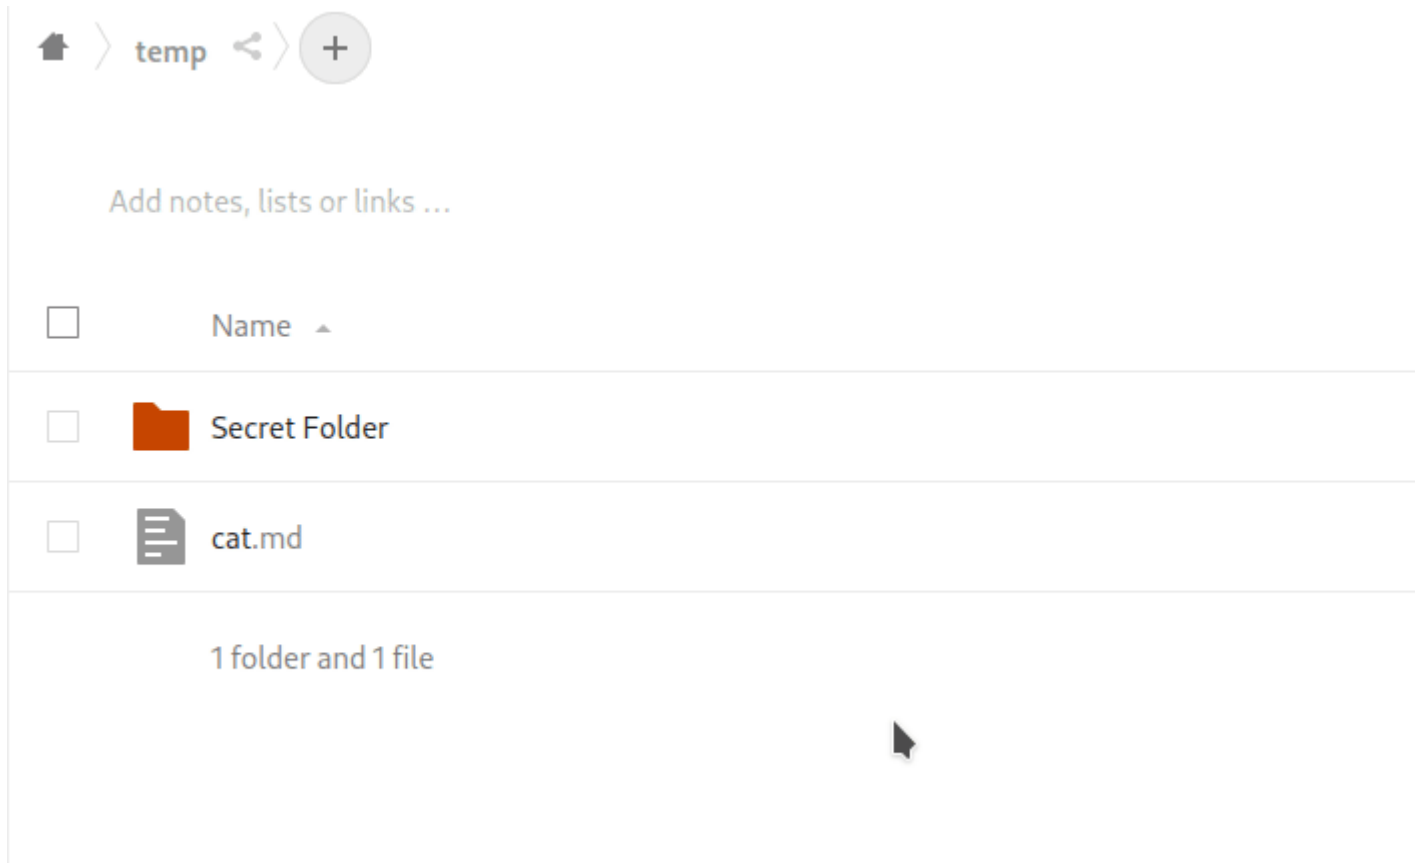 temp
Add notes, lists or links ...
Name
Secret Folder
cat.md
1 folder and 1 file